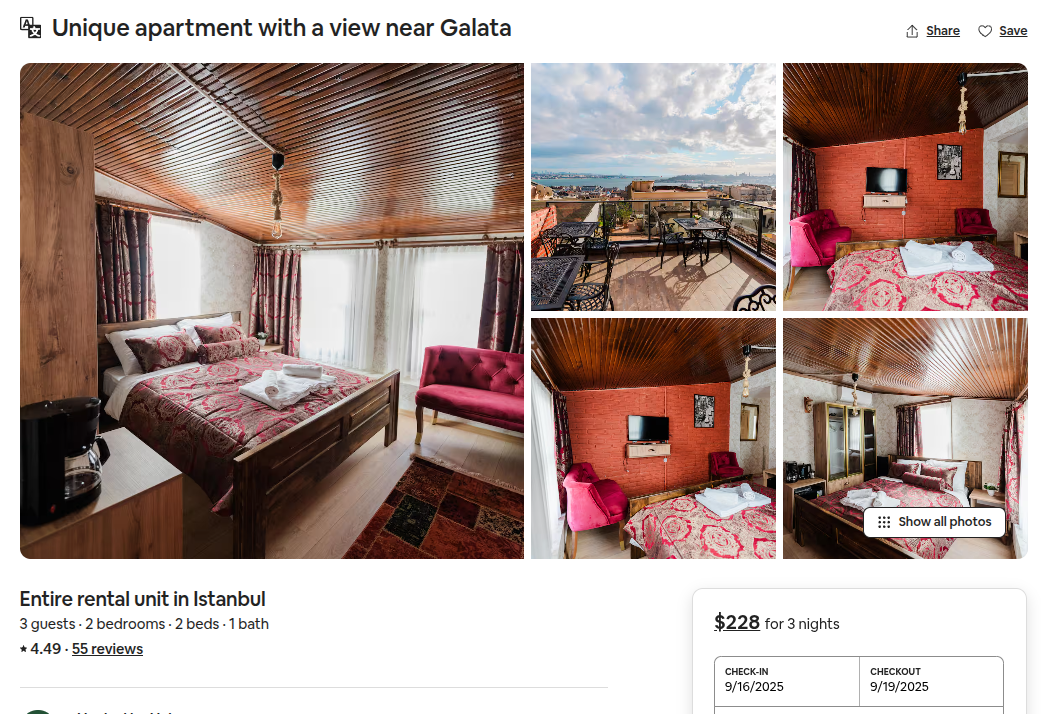 Unique apartment with a view near Galata
Share
Save
Show all photos
Entire rental unit in Istanbul
3 guests · 2 bedrooms · 2 beds · 1 bath
★ 4.49 · 55 reviews
$228 for 3 nights
CHECK-IN
9/16/2025
CHECKOUT
9/19/2025